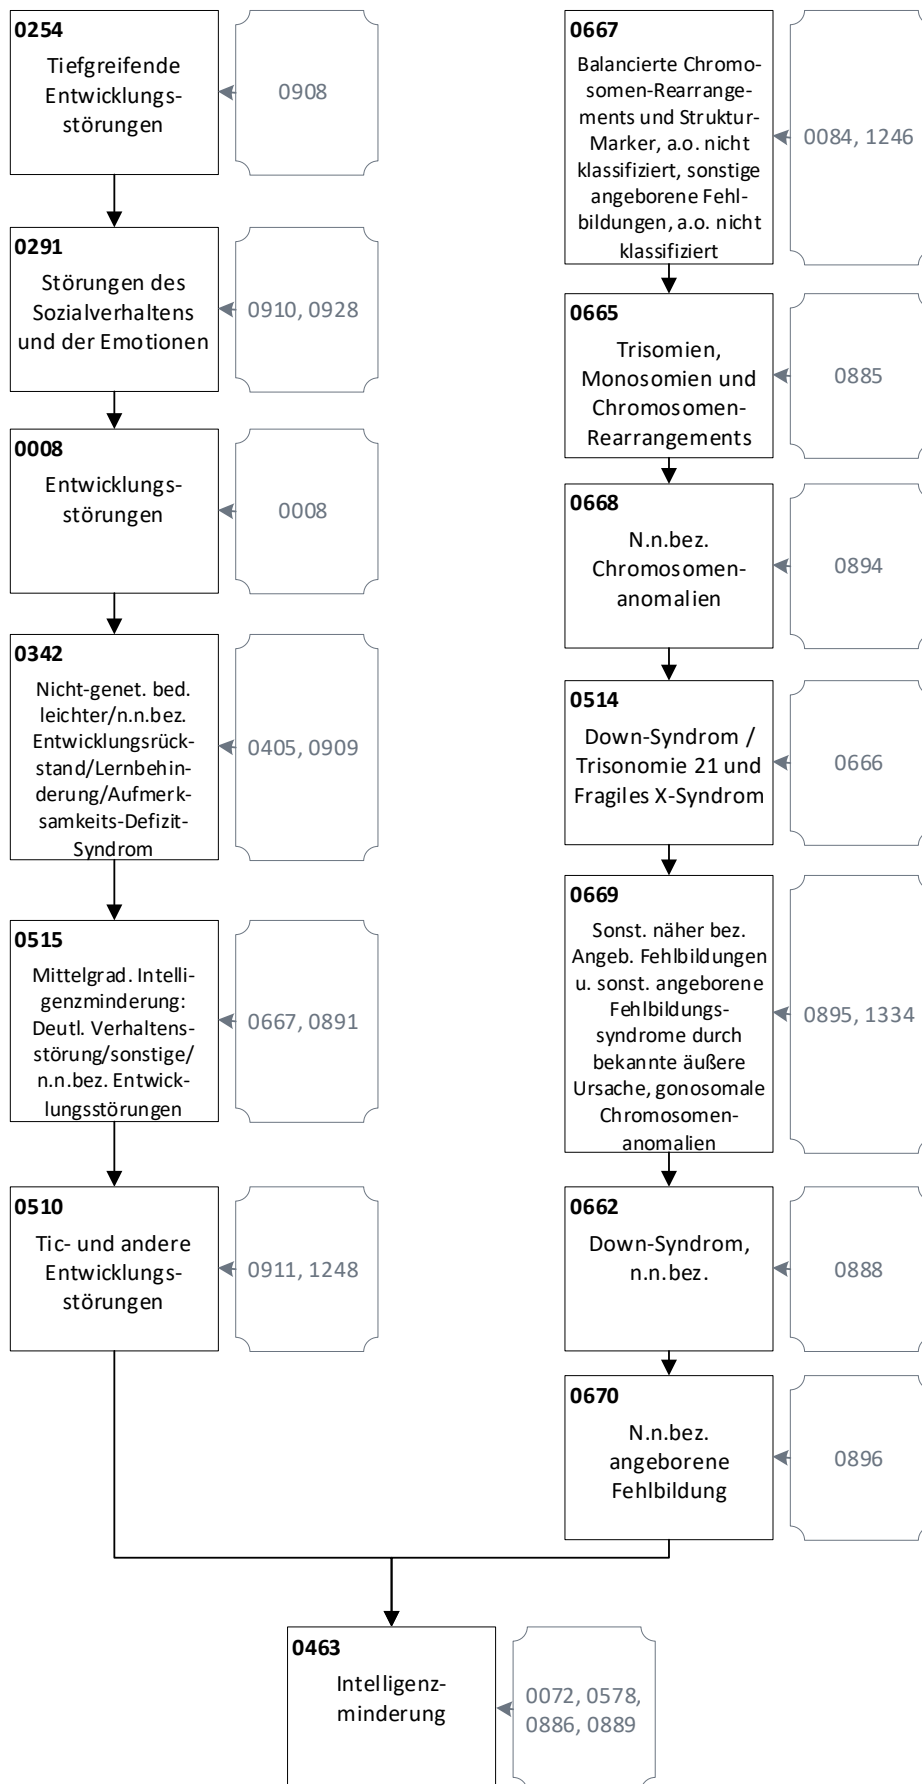 0254
Tiefgreifende
Entwicklungs-
störungen
0908
0291
Störungen des
Sozialverhaltens
und der Emotionen
0910, 0928
0008
Entwicklungs-
störungen
0008
0342
Nicht-genet. bed.
leichter/n.n.bez.
Entwicklungsrück-
stand/Lernbehin-
derung/Aufmerk-
samkeits-Defizit-
Syndrom
0405, 0909
0515
Mittelgrad. Intelli-
genzminderung:
Deutl. Verhaltens-
störung/sonstige/
n.n.bez. Entwick-
lungsstörungen
0667, 0891
0510
Tic- und andere
Entwicklungs-
störungen
0911, 1248
0667
Balancierte Chromo-
somen-Rearrange-
ments und Struktur-
Marker, a.o. nicht
klassifiziert, sonstige
angeborene Fehl-
bildungen, a.o. nicht
klassifiziert
0084, 1246
0665
Trisomien,
Monosomien und
Chromosomen-
Rearrangements
0885
0668
N.n.bez.
Chromosomen-
anomalien
0894
0514
Down-Syndrom /
Trisonomie 21 und
Fragiles X-Syndrom
0666
0669
Sonst. näher bez.
Angeb. Fehlbildungen
u. sonst. angeborene
Fehlbildungs-
syndrome durch
bekannte äußere
Ursache, gonosomale
Chromosomen-
anomalien
0895, 1334
0662
Down-Syndrom,
n.n.bez.
0888
0670
N.n.bez.
angeborene
Fehlbildung
0896
0463
Intelligenz-
minderung
0072, 0578,
0886, 0889